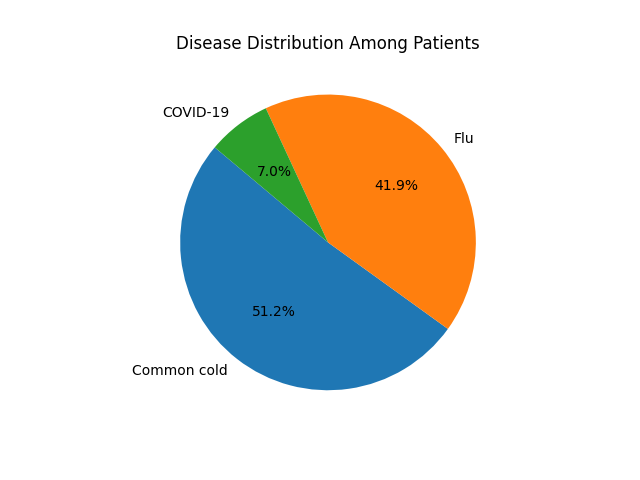 Disease Distribution Among Patients
COVID-19
Flu
7.0%
41.9%
51.2%
Common cold